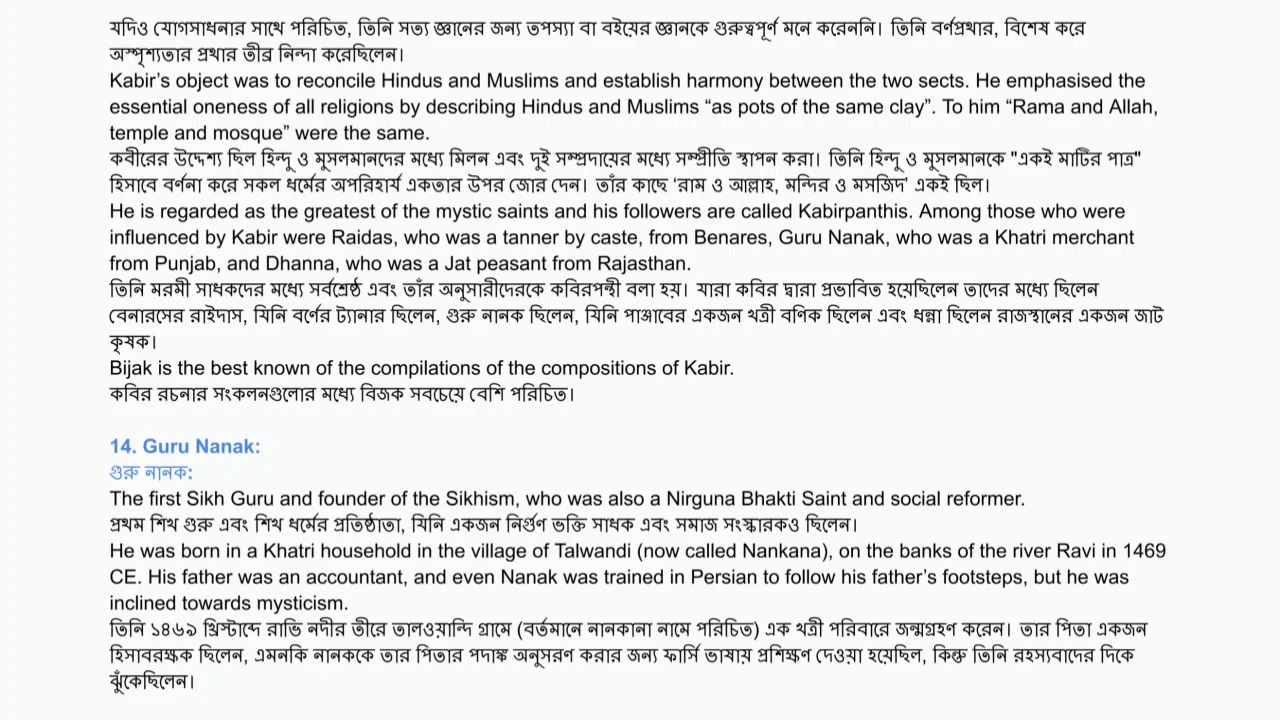 যদিও যোগসাধনার সাথে পরিচিত, তিনি সত্য জ্ঞানের জন্য তপস্যা বা বইয়ের জ্ঞানকে গুরুত্বপূর্ণ মনে করেননি। তিনি বর্ণপ্রথার, বিশেষ করে
অস্পৃশ্যতার প্রথার তীব্র নিন্দা করেছিলেন।
Kabir’s object was to reconcile Hindus and Muslims and establish harmony between the two sects. He emphasised the
essential oneness of all religions by describing Hindus and Muslims “as pots of the same clay”. To him “Rama and Allah,
temple and mosque” were the same.
কবীরের উদ্দেশ্য ছিল হিন্দু ও মুসলমানদের মধ্যে মিলন এবং দুই সম্প্রদায়ের মধ্যে সম্প্রীতি স্থাপন করা। তিনি হিন্দু ও মুসলমানকে "একই মাটির পাত্র"
হিসাবে বর্ণনা করে সকল ধর্মের অপরিহার্য একতার উপর জোর দেন। তাঁর কাছে ‘রাম ও আল্লাহ, মন্দির ও মসজিদ’ একই ছিল।
He is regarded as the greatest of the mystic saints and his followers are called Kabirpanthis. Among those who were
influenced by Kabir were Raidas, who was a tanner by caste, from Benares, Guru Nanak, who was a Khatri merchant
from Punjab, and Dhanna, who was a Jat peasant from Rajasthan.
তিনি মরমী সাধকদের মধ্যে সর্বশ্রেষ্ঠ এবং তাঁর অনুসারীদেরকে কবিরপন্থী বলা হয়। যারা কবির দ্বারা প্রভাবিত হয়েছিলেন তাদের মধ্যে ছিলেন
বেনারসের রাইদাস, যিনি বর্ণের ট্যানার ছিলেন, গুরু নানক ছিলেন, যিনি পাঞ্জাবের একজন খত্রী বণিক ছিলেন এবং ধন্না ছিলেন রাজস্থানের একজন জাট
কৃষক।
Bijak is the best known of the compilations of the compositions of Kabir.
কবির রচনার সংকলনগুলোর মধ্যে বিজক সবচেয়ে বেশি পরিচিত।
14. Guru Nanak:
গুরু নানক:
The first Sikh Guru and founder of the Sikhism, who was also a Nirguna Bhakti Saint and social reformer.
প্রথম শিখ গুরু এবং শিখ ধর্মের প্রতিষ্ঠাতা, যিনি একজন নির্গুণ ভক্তি সাধক এবং সমাজ সংস্কারকও ছিলেন।
He was born in a Khatri household in the village of Talwandi (now called Nankana), on the banks of the river Ravi in 1469
CE. His father was an accountant, and even Nanak was trained in Persian to follow his father’s footsteps, but he was
inclined towards mysticism.
তিনি ১৪৬৯ খ্রিস্টাব্দে রাভি নদীর তীরে তালওয়ান্দি গ্রামে (বর্তমানে নানকানা নামে পরিচিত) এক খত্রী পরিবারে জন্মগ্রহণ করেন। তার পিতা একজন
হিসাবরক্ষক ছিলেন, এমনকি নানককে তার পিতার পদাঙ্ক অনুসরণ করার জন্য ফার্সি ভাষায় প্রশিক্ষণ দেওয়া হয়েছিল, কিন্তু তিনি রহস্যবাদের দিকে
ঝুঁকেছিলেন।